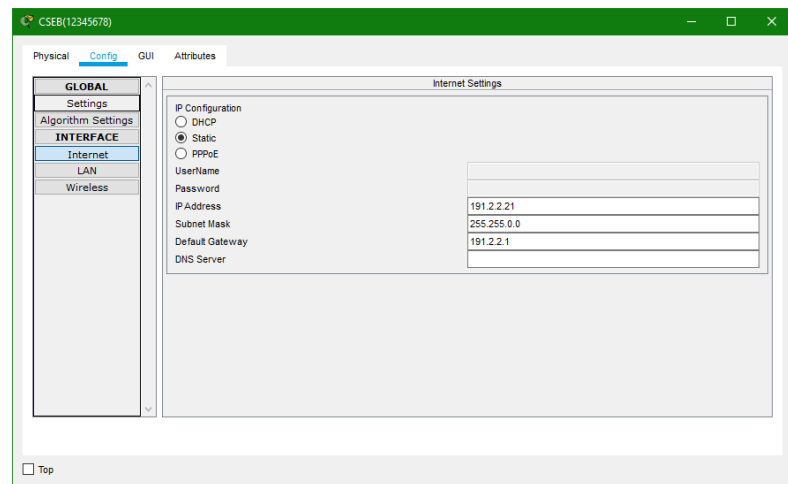 CSEB(12345678)
Physical Config GUI Attributes
GLOBAL
Settings
Algorithm Settings
INTERFACE
Internet
LAN
Wireless
Internet Settings
IP Configuration
DHCP
Static
PPPoE
UserName
Password
IP Address 191.2.2.21
Subnet Mask 255.255.0.0
Default Gateway 191.2.2.1
DNS Server
Top